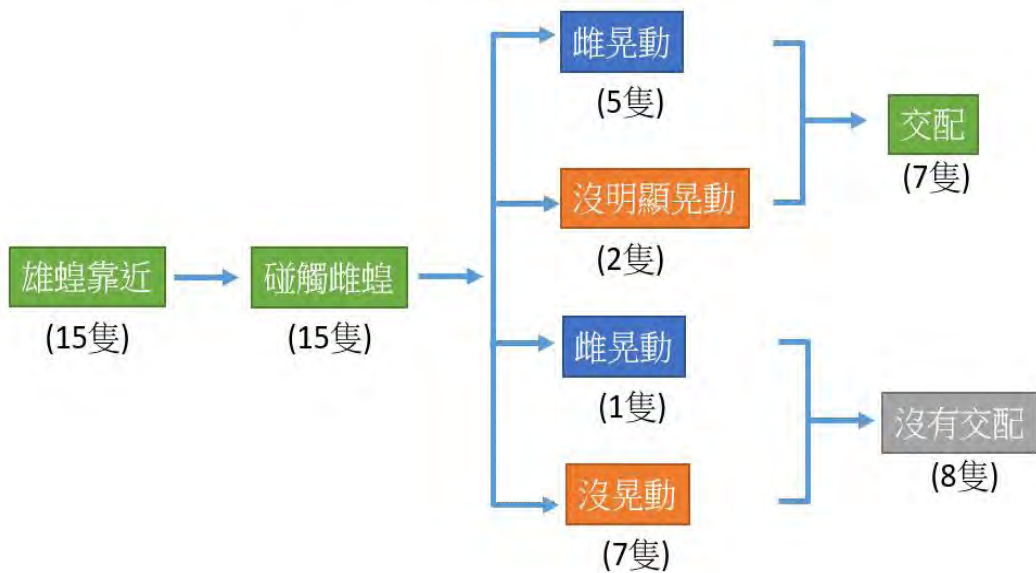 雄蝗靠近
(15隻)
碰觸雌蝗
(15隻)
雌晃動
(5隻)
沒明顯晃動
(2隻)
雌晃動
(1隻)
沒晃動
(7隻)
交配
(7隻)
沒有交配
(8隻)